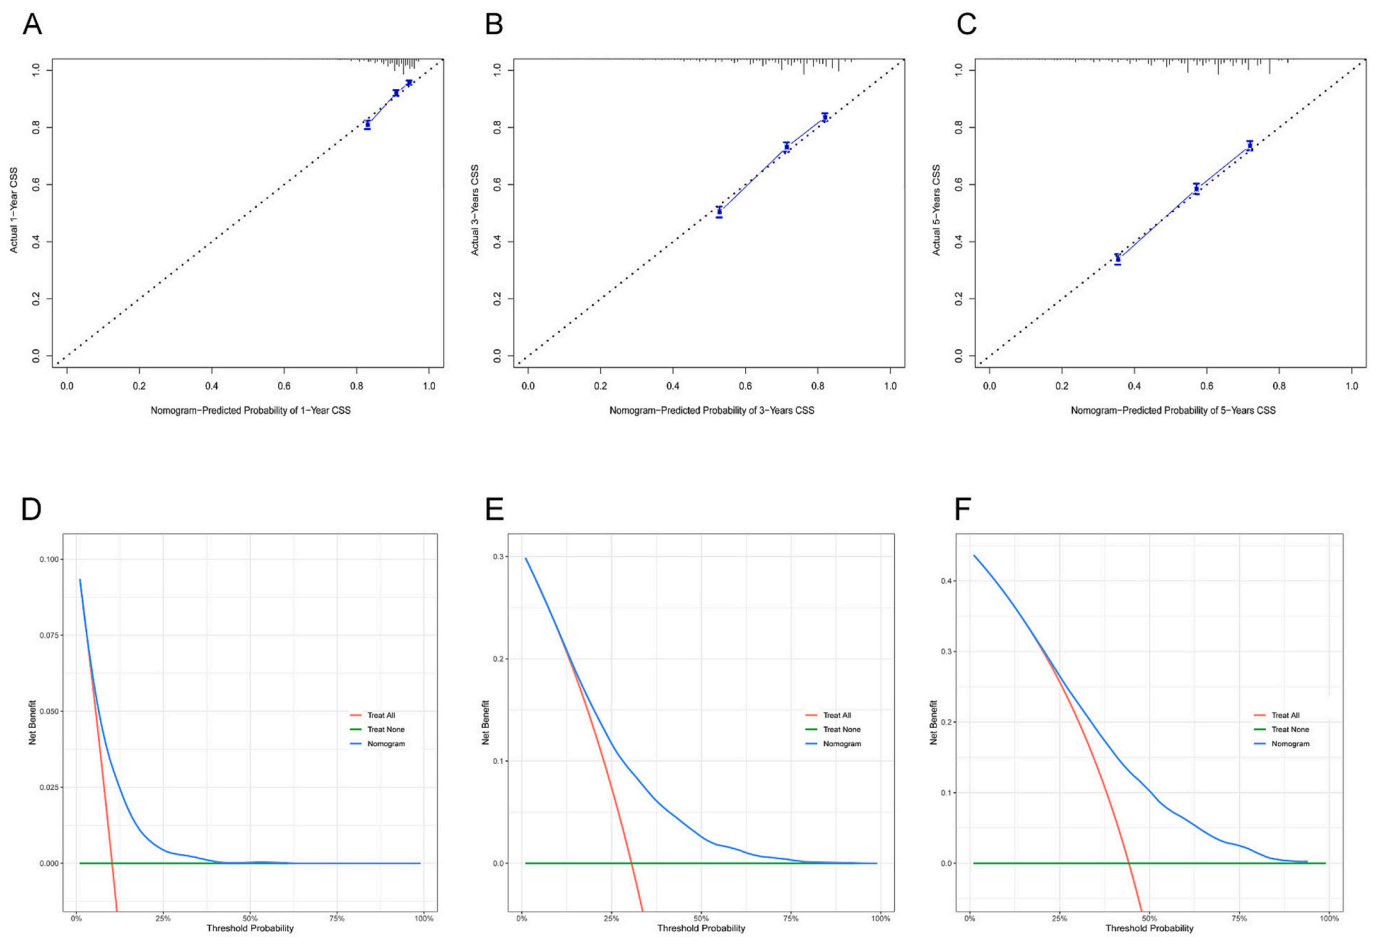 A
B
C
Actual 1−Year CSS
1.0
0.8
0.6
0.4
0.2
0.0
0.0 0.2 0.4 0.6 0.8 1.0
Nomogram−Predicted Probability of 1−Year CSS
Actual 3−Years CSS
1.0
0.8
0.6
0.4
0.2
0.0
0.0 0.2 0.4 0.6 0.8 1.0
Nomogram−Predicted Probability of 3−Years CSS
Actual 5−Years CSS
1.0
0.8
0.6
0.4
0.2
0.0
0.0 0.2 0.4 0.6 0.8 1.0
Nomogram−Predicted Probability of 5−Years CSS
D
E
F
Net Benefit
0.100
0.075
0.050
0.025
0.000
Treat All
Treat None
Nomogram
0% 25% 50% 75% 100%
Threshold Probability
Net Benefit
0.3
0.2
0.1
0.0
Treat All
Treat None
Nomogram
0% 25% 50% 75% 100%
Threshold Probability
Net Benefit
0.4
0.3
0.2
0.1
0.0
Treat All
Treat None
Nomogram
0% 25% 50% 75% 100%
Threshold Probability